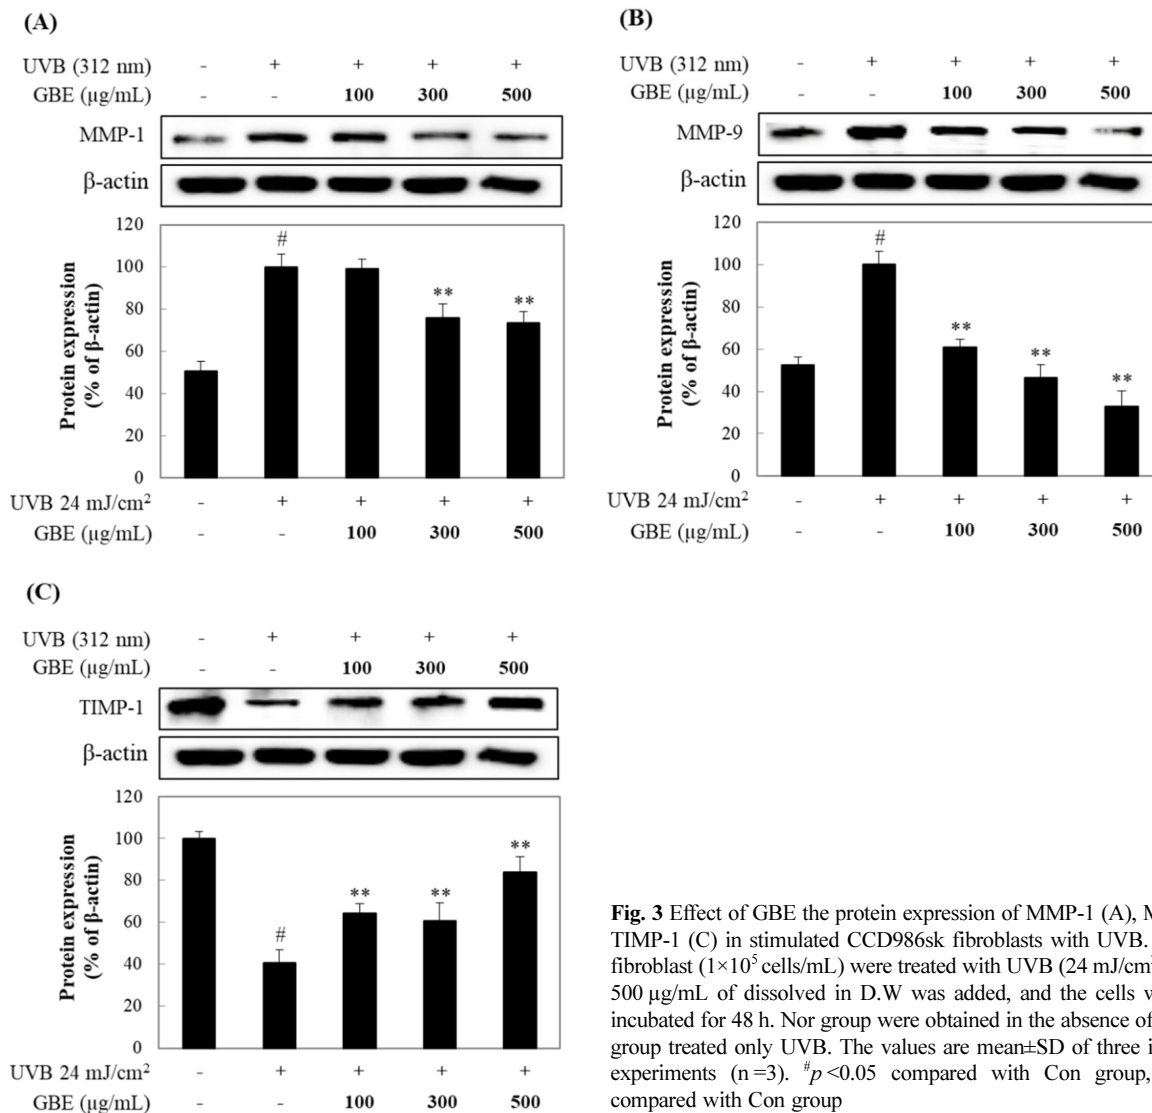 (A)
UVB (312 nm) - + + + +
GBE (µg/mL) - - 100 300 500
MMP-1
β-actin
120
100
80
60
40
20
0
Protein expression
(% of β-actin)
#
**
**
UVB 24 mJ/cm² - + + + +
GBE (µg/mL) - - 100 300 500
(B)
UVB (312 nm) - + + + +
GBE (µg/mL) - - 100 300 500
MMP-9
β-actin
120
100
80
60
40
20
0
Protein expression
(% of β-actin)
#
**
**
**
UVB 24 mJ/cm² - + + + +
GBE (µg/mL) - - 100 300 500
(C)
UVB (312 nm) - + + + +
GBE (µg/mL) - - 100 300 500
TIMP-1
β-actin
120
100
80
60
40
20
0
Protein expression
(% of β-actin)
#
**
**
**
UVB 24 mJ/cm² - + + + +
GBE (µg/mL) - - 100 300 500
Fig. 3 Effect of GBE the protein expression of MMP-1 (A),
TIMP-1 (C) in stimulated CCD986sk fibroblasts with UVB.
fibroblast (1×10⁵ cells/mL) were treated with UVB (24 mJ/cm²
500 µg/mL of dissolved in D.W was added, and the cells
incubated for 48 h. Nor group were obtained in the absence of
group treated only UVB. The values are mean±SD of three
experiments (n=3). #p<0.05 compared with Con group,
compared with Con group